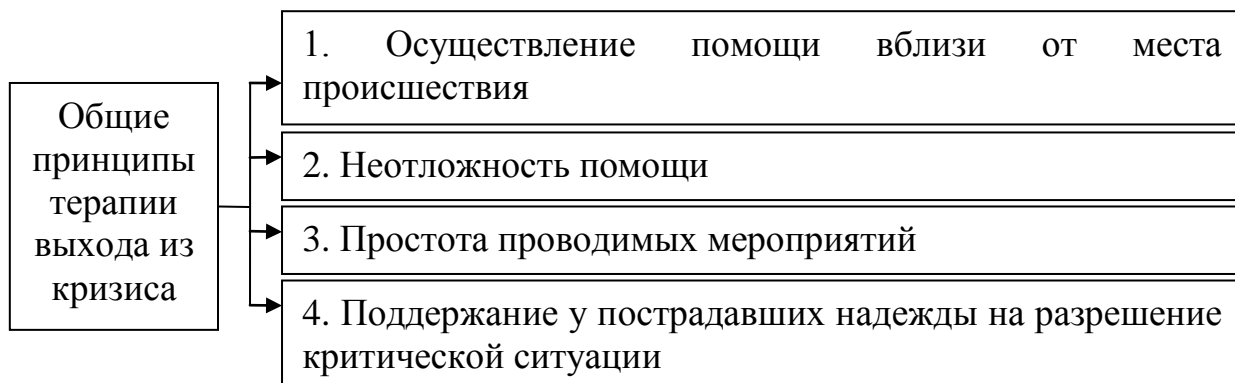 Общие
принципы
терапии
выхода из
кризиса
1. Осуществление помощи вблизи от места
происшествия
2. Неотложность помощи
3. Простота проводимых мероприятий
4. Поддержание у пострадавших надежды на разрешение
критической ситуации